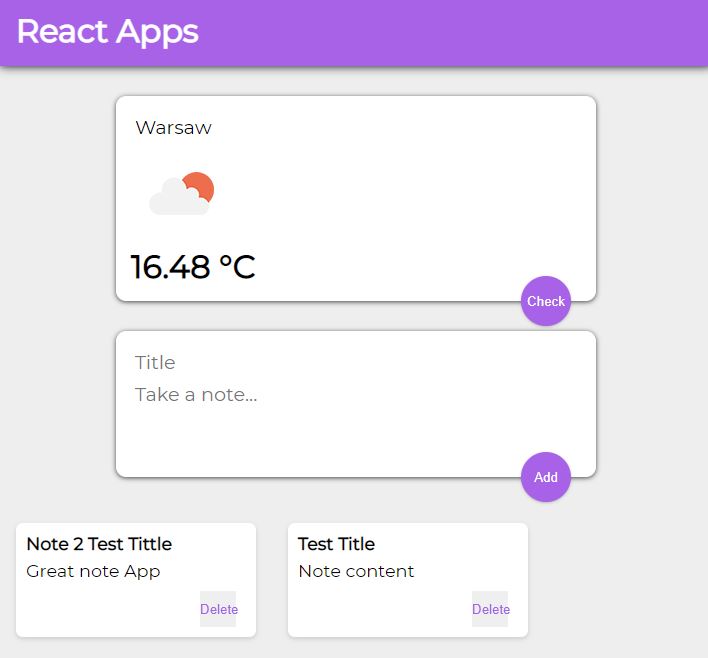 React Apps
Warsaw
16.48 °C
Check
Title
Take a note...
Add
Note 2 Test Tittle
Great note App
Delete
Test Title
Note content
Delete